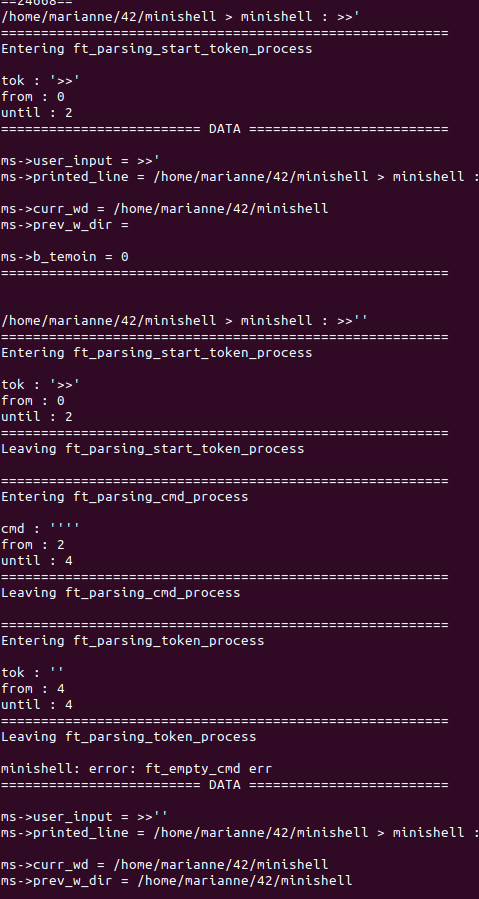 ==24668==
/home/marianne/42/minishell > minishell : >>'
========================================================
Entering ft_parsing_start_token_process
tok : '>>'
from : 0
until : 2
========================= DATA =========================
ms->user_input = >>'
ms->printed_line = /home/marianne/42/minishell > minishell :
ms->curr_wd = /home/marianne/42/minishell
ms->prev_w_dir =
ms->b_temoin = 0
========================================================
/home/marianne/42/minishell > minishell : >>''
========================================================
Entering ft_parsing_start_token_process
tok : '>>'
from : 0
until : 2
========================================================
Leaving ft_parsing_start_token_process
========================================================
Entering ft_parsing_cmd_process
cmd : ''''
from : 2
until : 4
========================================================
Leaving ft_parsing_cmd_process
========================================================
Entering ft_parsing_token_process
tok : ''
from : 4
until : 4
========================================================
Leaving ft_parsing_token_process
minishell: error: ft_empty_cmd err
========================= DATA =========================
ms->user_input = >>''
ms->printed_line = /home/marianne/42/minishell > minishell :
ms->curr_wd = /home/marianne/42/minishell
ms->prev_w_dir = /home/marianne/42/minishell